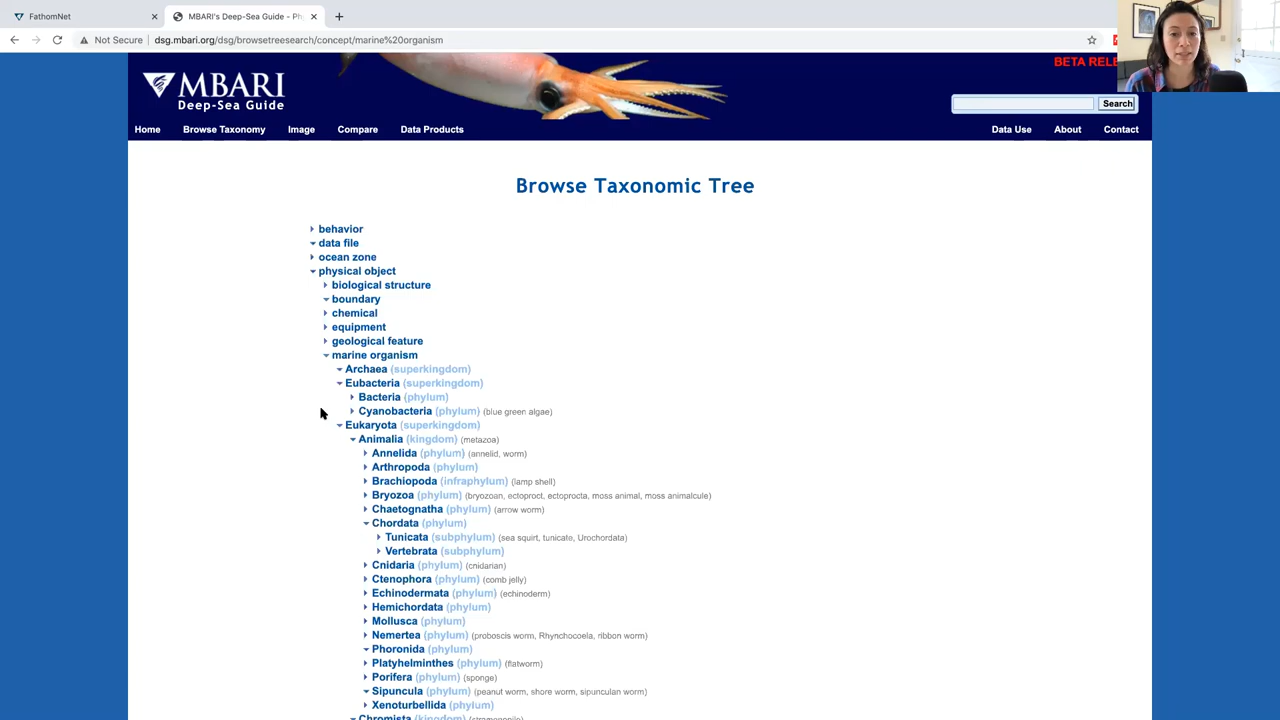 FathomNet
MBARI's Deep-Sea Guide - Ph
Not Secure
dsg.mbari.org/dsg/browsetreesearch/concept/marine%20organism
BETA RELE
MBARI
Deep-Sea Guide
Search
Home Browse Taxonomy Image Compare Data Products Data Use About Contact
Browse Taxonomic Tree
behavior
data file
ocean zone
physical object
biological structure
boundary
chemical
equipment
geological feature
marine organism
Archaea (superkingdom)
Eubacteria (superkingdom)
Bacteria (phylum)
Cyanobacteria (phylum) (blue green algae)
Eukaryota (superkingdom)
Animalia (kingdom) (metazoa)
Annelida (phylum) (annelid, worm)
Arthropoda (phylum)
Brachiopoda (infraphylum) (lamp shell)
Bryozoa (phylum) (bryozoan, ectoproct, ectoprocta, moss animal, moss animalcule)
Chaetognatha (phylum) (arrow worm)
Chordata (phylum)
Tunicata (subphylum) (sea squirt, tunicate, Urochordata)
Vertebrata (subphylum)
Cnidaria (phylum) (cnidarian)
Ctenophora (phylum) (comb jelly)
Echinodermata (phylum) (echinoderm)
Hemichordata (phylum)
Mollusca (phylum)
Nemertea (phylum) (proboscis worm, Rhynchocoela, ribbon worm)
Phoronida (phylum)
Platyhelminthes (phylum) (flatworm)
Porifera (phylum) (sponge)
Sipuncula (phylum) (peanut worm, shore worm, sipunculan worm)
Xenoturbellida (phylum)
Chromista (kingdom) (stramenopile)